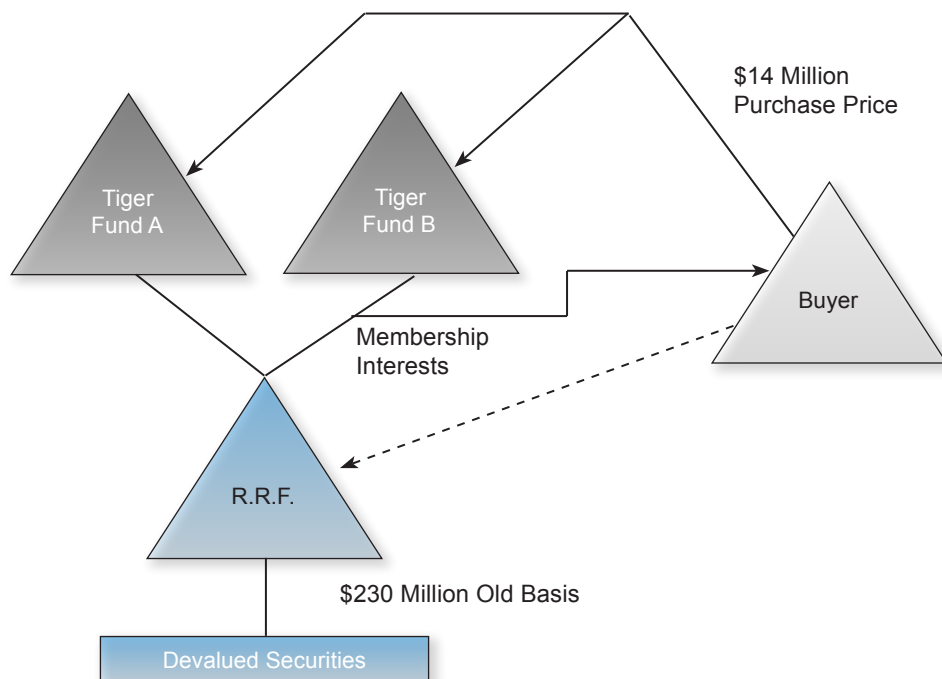 $14 Million
Purchase Price
Tiger
Fund A
Tiger
Fund B
Buyer
Membership
Interests
R.R.F.
$230 Million Old Basis
Devalued Securities